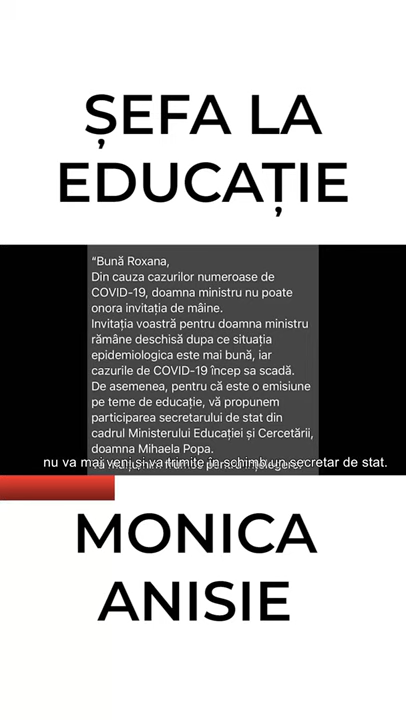 ȘEFA LA
EDUCAȚIE
“Bună Roxana,
Din cauza cazurilor numeroase de
COVID-19, doamna ministru nu poate
onora invitația de mâine.
Invitația voastră pentru doamna ministru
rămâne deschisă dupa ce situația
epidemiologica este mai bună, iar
cazurile de COVID-19 încep sa scadă.
De asemenea, pentru că este o emisiune
pe teme de educație, vă propunem
participarea secretarului de stat din
cadrul Ministerului Educației și Cercetării,
doamna Mihaela Popa.
nu va mai veni și va trimite în schimb un secretar de stat.
MONICA
ANISIE